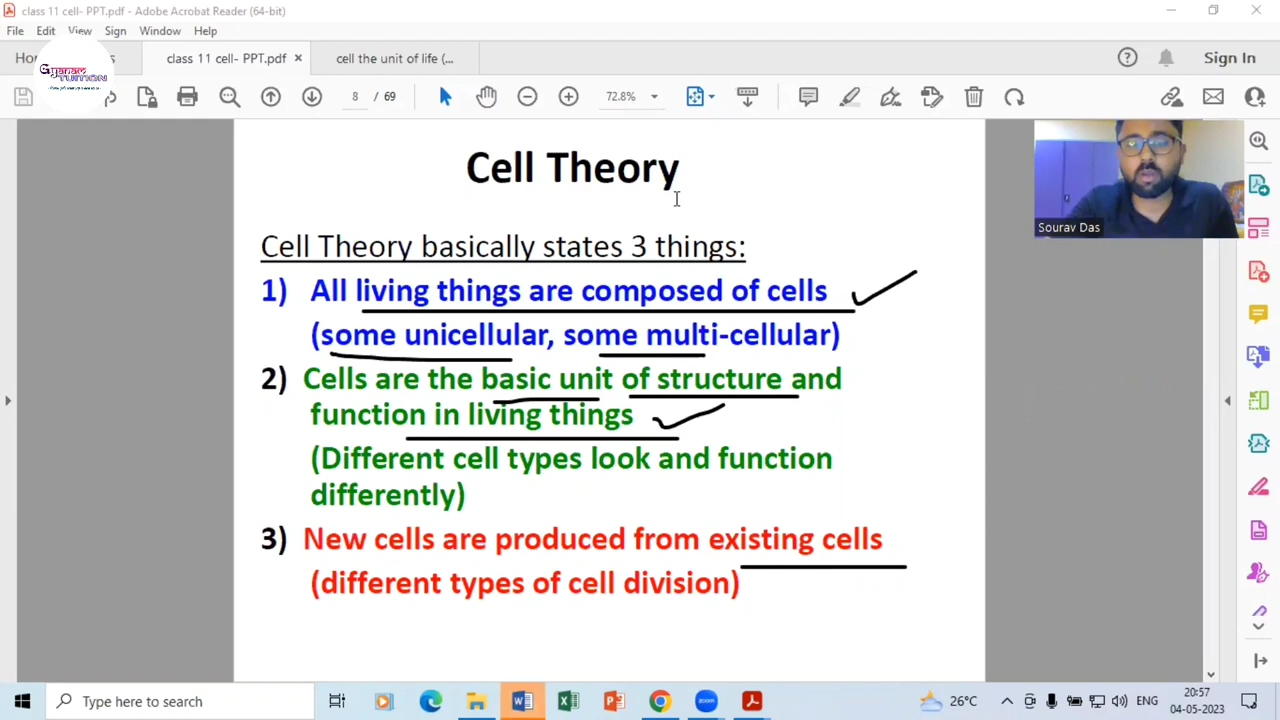 class 11 cell- PPT.pdf - Adobe Acrobat Reader (64-bit)
File Edit View Sign Window Help
class 11 cell- PPT.pdf × cell the unit of life (...
Sign In
Gyanam
TUITION
8 / 69 72.8%
Cell Theory
Cell Theory basically states 3 things:
1) All living things are composed of cells
(some unicellular, some multi-cellular)
2) Cells are the basic unit of structure and
function in living things
(Different cell types look and function
differently)
3) New cells are produced from existing cells
(different types of cell division)
Sourav Das
Type here to search
zoom
26°C ENG 20:57
04-05-2023